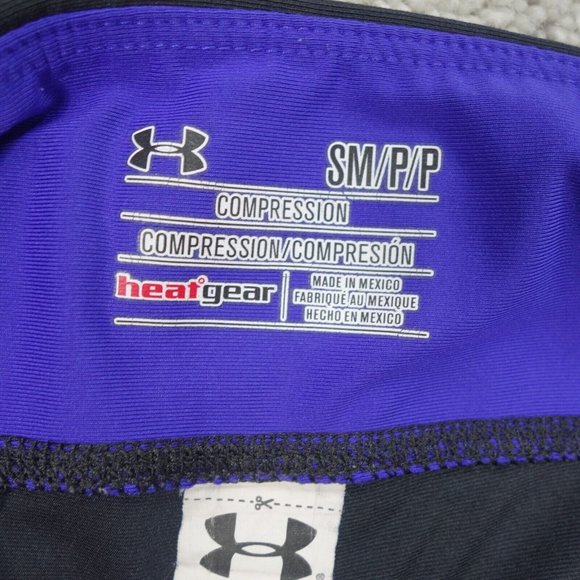 SM/P/P
COMPRESSION
COMPRESSION/COMPRESIÓN
heatgear
MADE IN MEXICO
FABRIQUÉ AU MEXIQUE
HECHO EN MEXICO